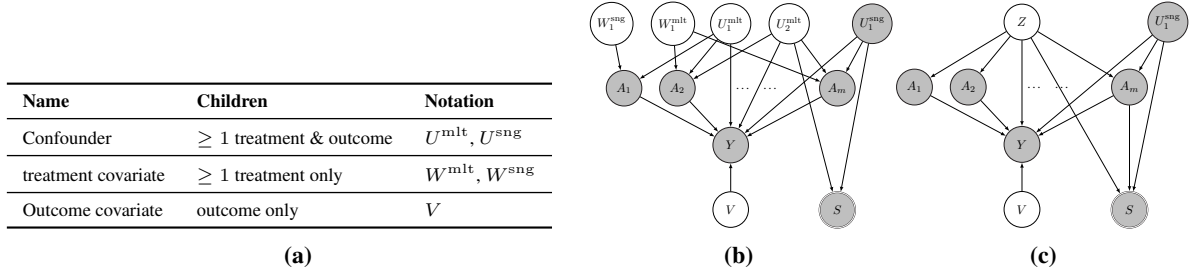 Name Children Notation
Confounder ≥ 1 treatment & outcome U^mlt, U^sng
treatment covariate ≥ 1 treatment only W^mlt, W^sng
Outcome covariate outcome only V
(a)
W_1^sng W_1^mlt U_1^mlt U_2^mlt U_1^sng
A_1 A_2 ... ... A_m
Y
V S
(b)
Z U_1^sng
A_1 A_2 ... ... A_m
Y
V S
(c)